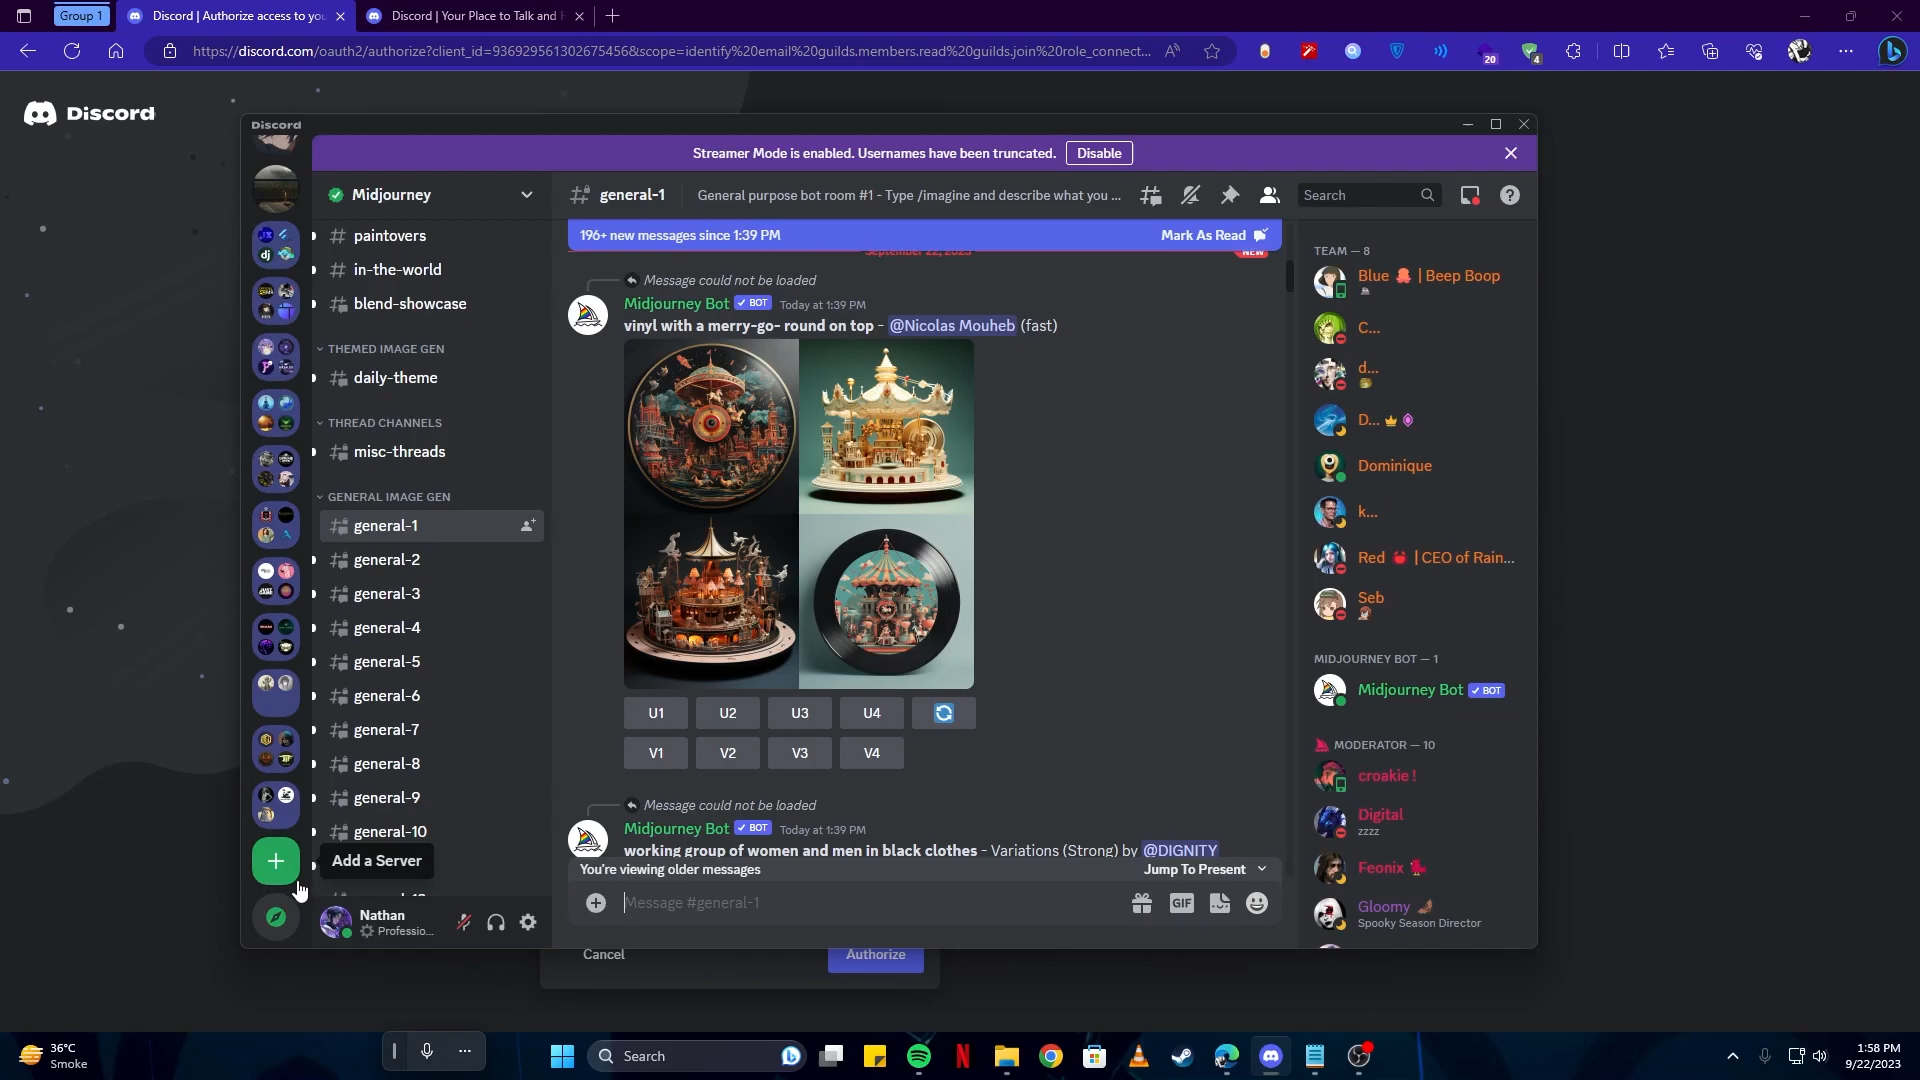 Group 1
Discord | Authorize access to you
Discord | Your Place to Talk and H
https://discord.com/oauth2/authorize?client_id=936929561302675456&scope=identify%20email%20guilds.members.read%20guilds.join%20role_connect...
20
4
Discord
Discord
Streamer Mode is enabled. Usernames have been truncated.
Disable
Midjourney
general-1
General purpose bot room #1 - Type /imagine and describe what you ...
Search
196+ new messages since 1:39 PM
Mark As Read
September 22, 2023
NEW
paintovers
in-the-world
blend-showcase
THEMED IMAGE GEN
daily-theme
THREAD CHANNELS
misc-threads
GENERAL IMAGE GEN
general-1
general-2
general-3
general-4
general-5
general-6
general-7
general-8
general-9
general-10
Add a Server
Nathan
Professio...
Message could not be loaded
Midjourney Bot ✓ BOT Today at 1:39 PM
vinyl with a merry-go- round on top - @Nicolas Mouheb (fast)
U1 U2 U3 U4
V1 V2 V3 V4
Message could not be loaded
Midjourney Bot ✓ BOT Today at 1:39 PM
working group of women and men in black clothes - Variations (Strong) by @DIGNITY
You're viewing older messages
Jump To Present
Message #general-1
GIF
TEAM — 8
Blue | Beep Boop
C...
d...
D...
Dominique
k...
Red | CEO of Rain...
Seb
MIDJOURNEY BOT — 1
Midjourney Bot ✓ BOT
MODERATOR — 10
croakie !
Digital
zzzz
Feonix
Gloomy
Spooky Season Director
Cancel
Authorize
36°C
Smoke
Search
1:58 PM
9/22/2023